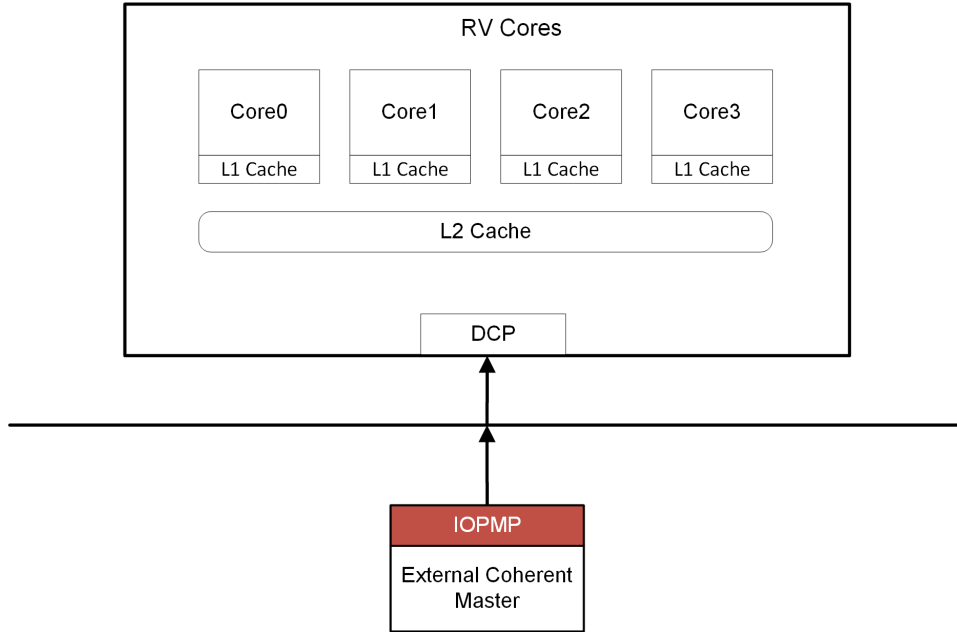 RV Cores
Core0 Core1 Core2 Core3
L1 Cache L1 Cache L1 Cache L1 Cache
L2 Cache
DCP
IOPMP
External Coherent
Master